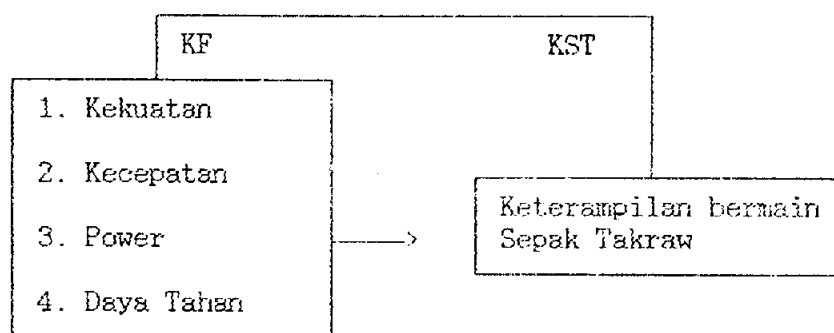 KF
KST
1. Kekuatan
2. Kecepatan
3. Power
4. Daya Tahan
Keterampilan bermain
Sepak Takraw